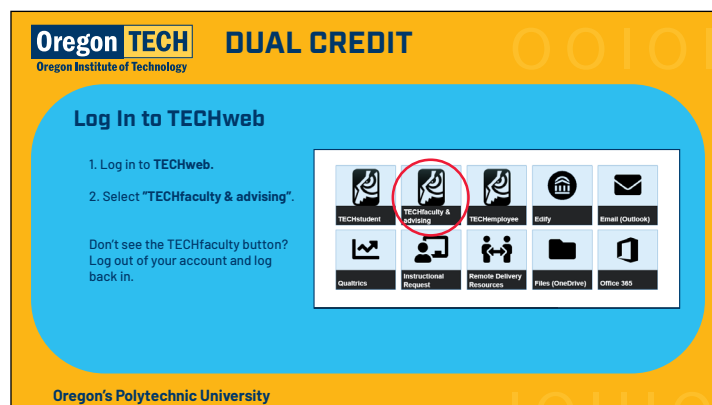 Oregon TECH
Oregon Institute of Technology
DUAL CREDIT
OOIOI
Log In to TECHweb
1. Log in to TECHweb.
2. Select "TECHfaculty & advising".
Don't see the TECHfaculty button?
Log out of your account and log
back in.
TECHstudent
TECHfaculty &
advising
TECHemployee
Edify
Email (Outlook)
Qualtrics
Instructional
Request
Remote Delivery
Resources
Files (OneDrive)
Office 365
Oregon's Polytechnic University